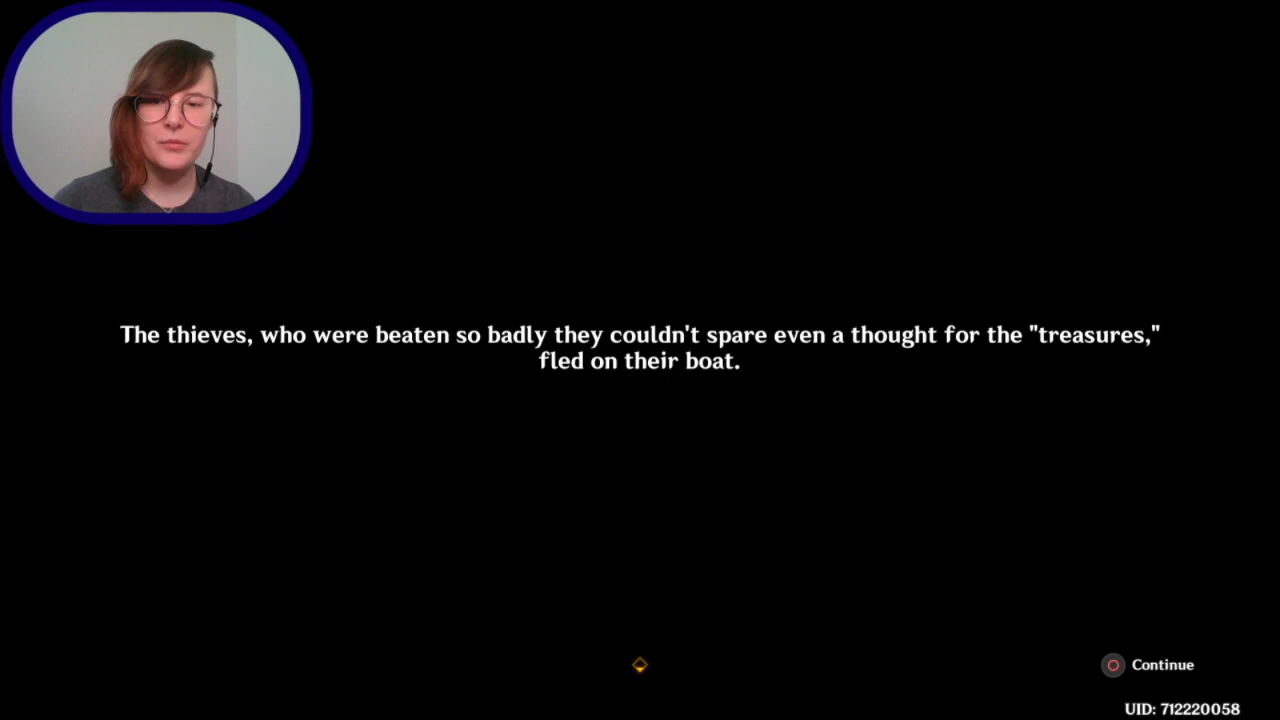 The thieves, who were beaten so badly they couldn't spare even a thought for the "treasures,"
fled on their boat.
Continue
UID: 712220058